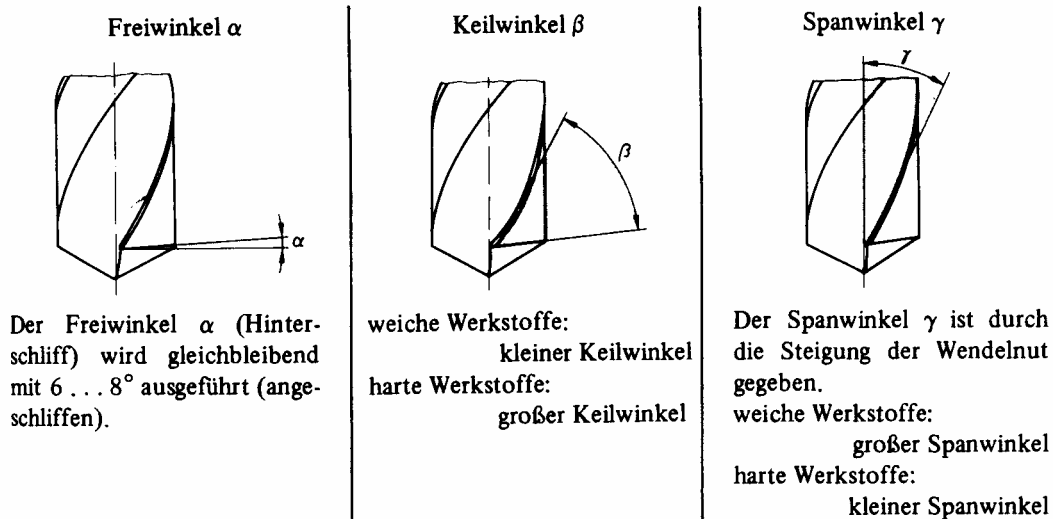 Freiwinkel α
α
Der Freiwinkel α (Hinter-
schliff) wird gleichbleibend
mit 6 . . . 8° ausgeführt (ange-
schliffen).
Keilwinkel β
β
weiche Werkstoffe:
kleiner Keilwinkel
harte Werkstoffe:
großer Keilwinkel
Spanwinkel γ
γ
Der Spanwinkel γ ist durch
die Steigung der Wendelnut
gegeben.
weiche Werkstoffe:
großer Spanwinkel
harte Werkstoffe:
kleiner Spanwinkel